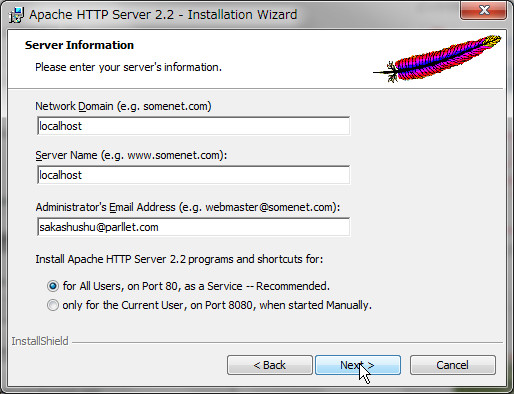 Apache HTTP Server 2.2 - Installation Wizard
Server Information
Please enter your server's information.
Network Domain (e.g. somenet.com)
localhost
Server Name (e.g. www.somenet.com):
localhost
Administrator's Email Address (e.g. webmaster@somenet.com):
sakashushu@parllet.com
Install Apache HTTP Server 2.2 programs and shortcuts for:
for All Users, on Port 80, as a Service -- Recommended.
only for the Current User, on Port 8080, when started Manually.
InstallShield
< Back Next > Cancel